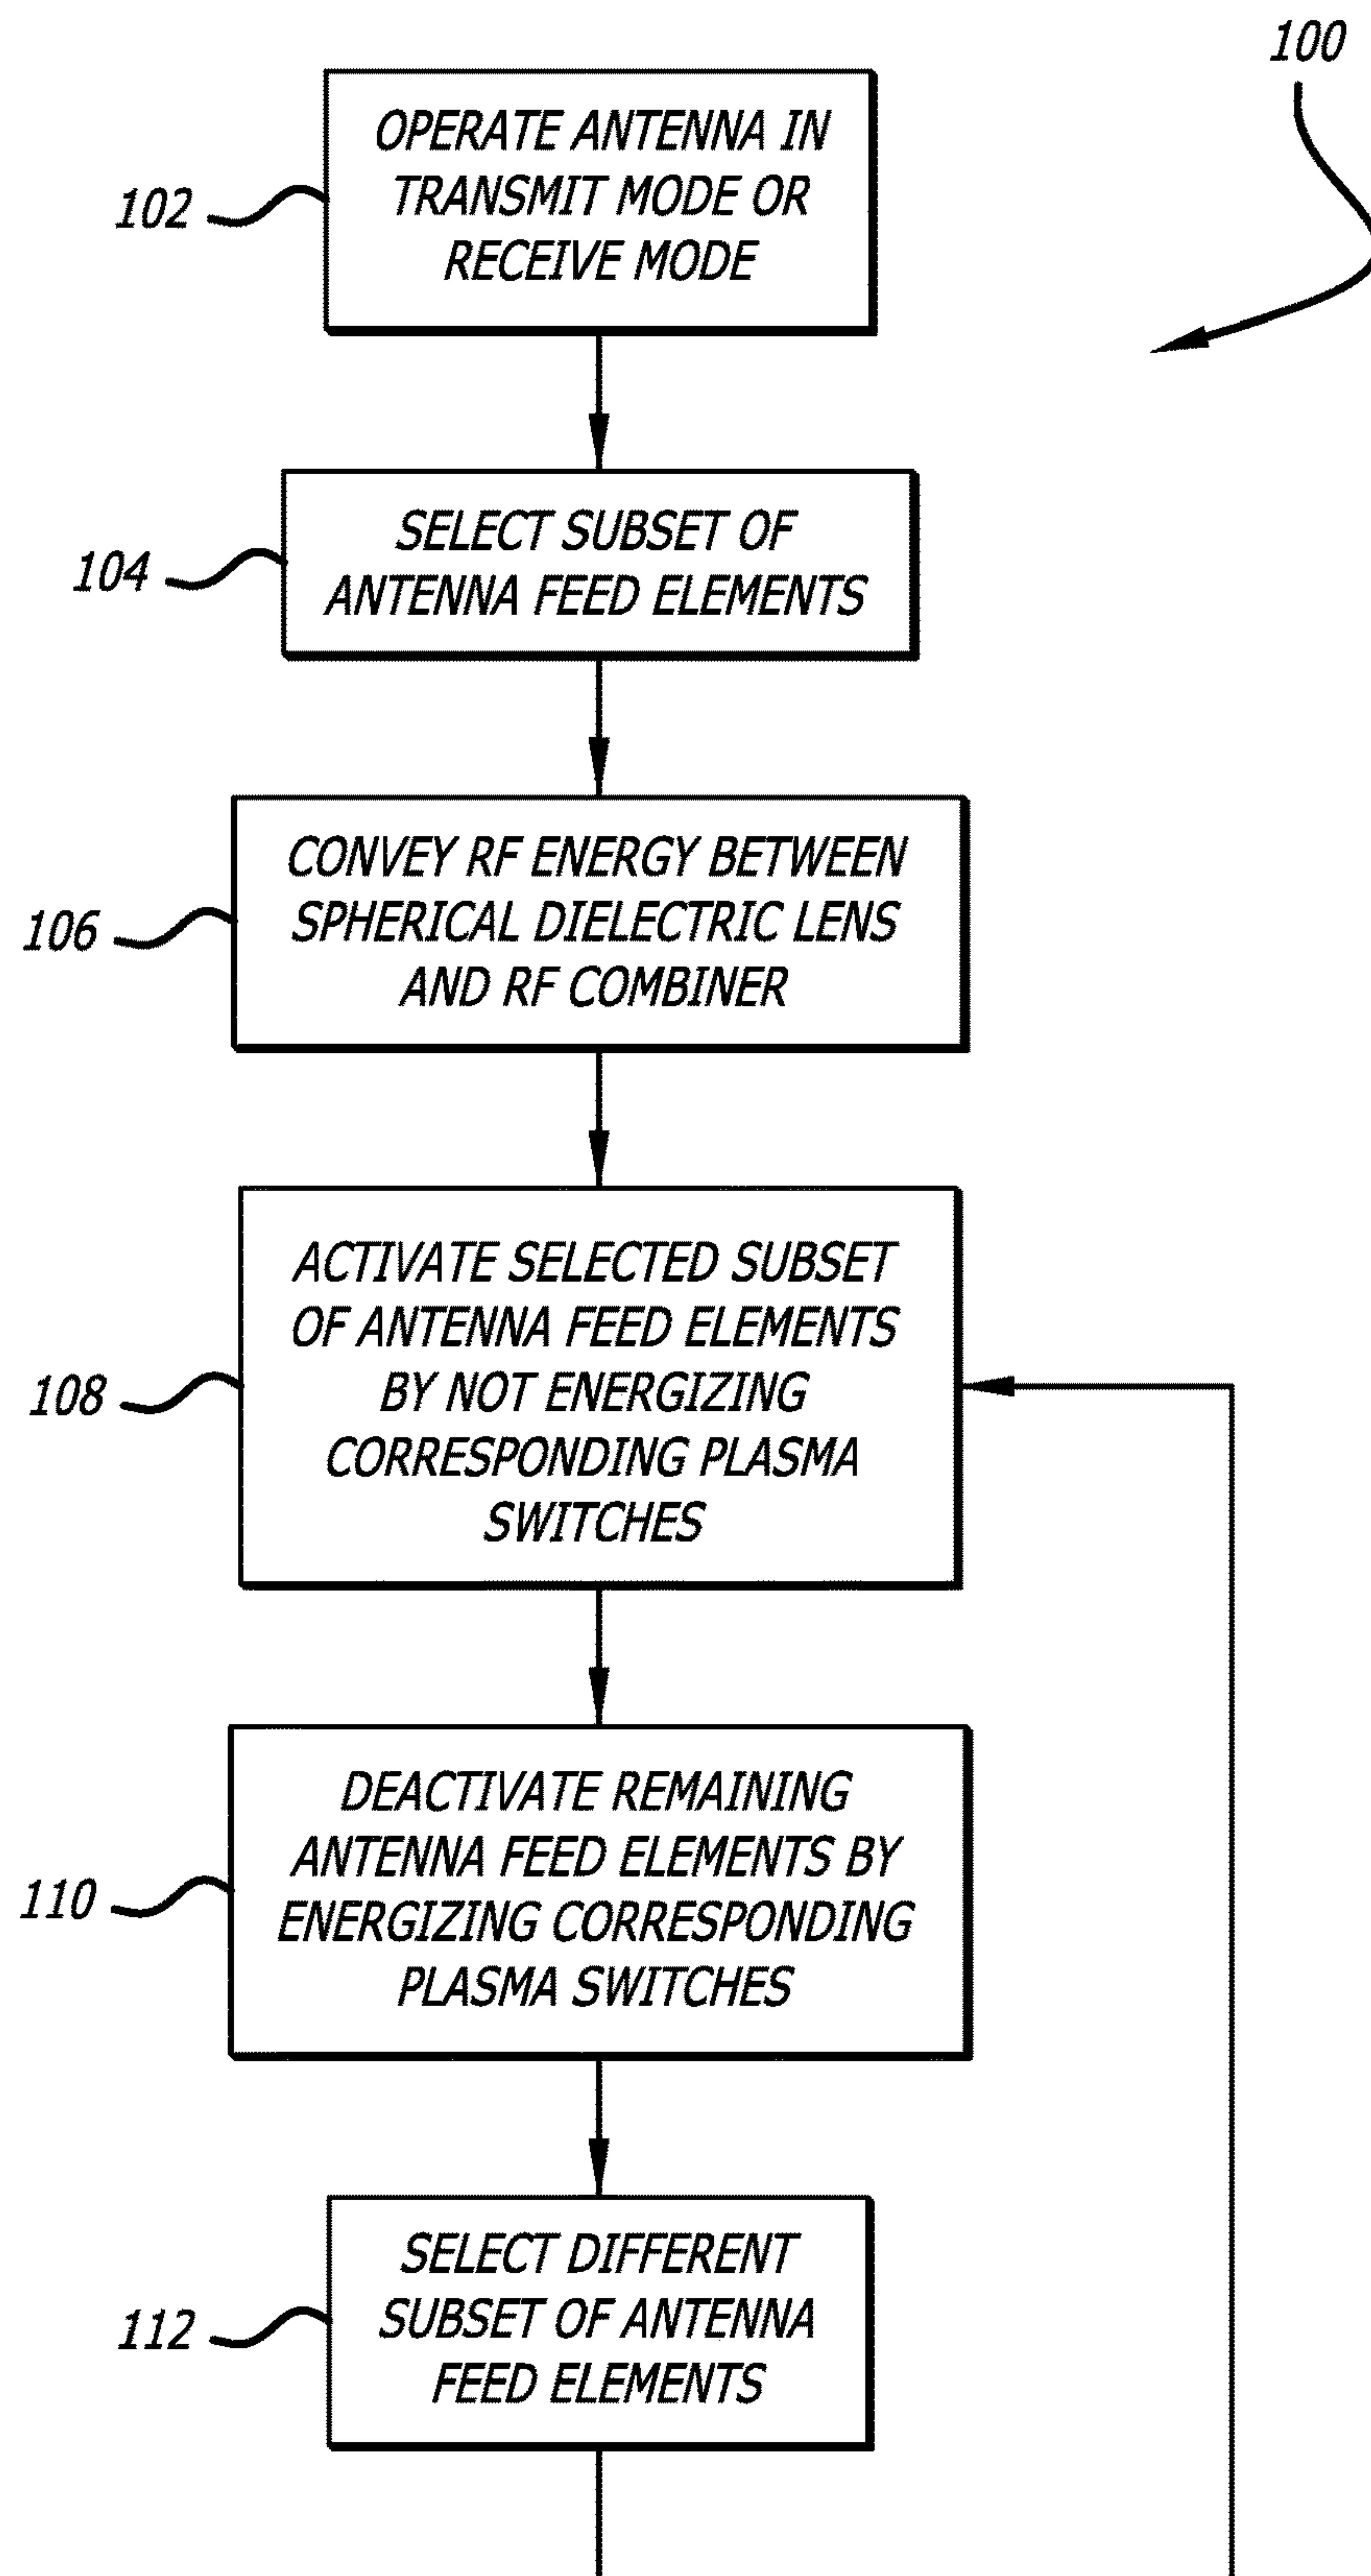 100
OPERATE ANTENNA IN
TRANSMIT MODE OR
RECEIVE MODE
102
SELECT SUBSET OF
ANTENNA FEED ELEMENTS
104
CONVEY RF ENERGY BETWEEN
SPHERICAL DIELECTRIC LENS
AND RF COMBINER
106
ACTIVATE SELECTED SUBSET
OF ANTENNA FEED ELEMENTS
BY NOT ENERGIZING
CORRESPONDING PLASMA
SWITCHES
108
DEACTIVATE REMAINING
ANTENNA FEED ELEMENTS BY
ENERGIZING CORRESPONDING
PLASMA SWITCHES
110
SELECT DIFFERENT
SUBSET OF ANTENNA
FEED ELEMENTS
112